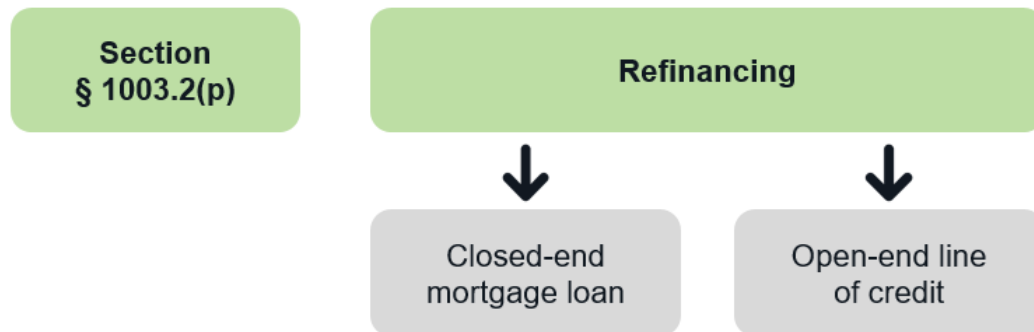 Section
§ 1003.2(p)
Refinancing
Closed-end
mortgage loan
Open-end line
of credit